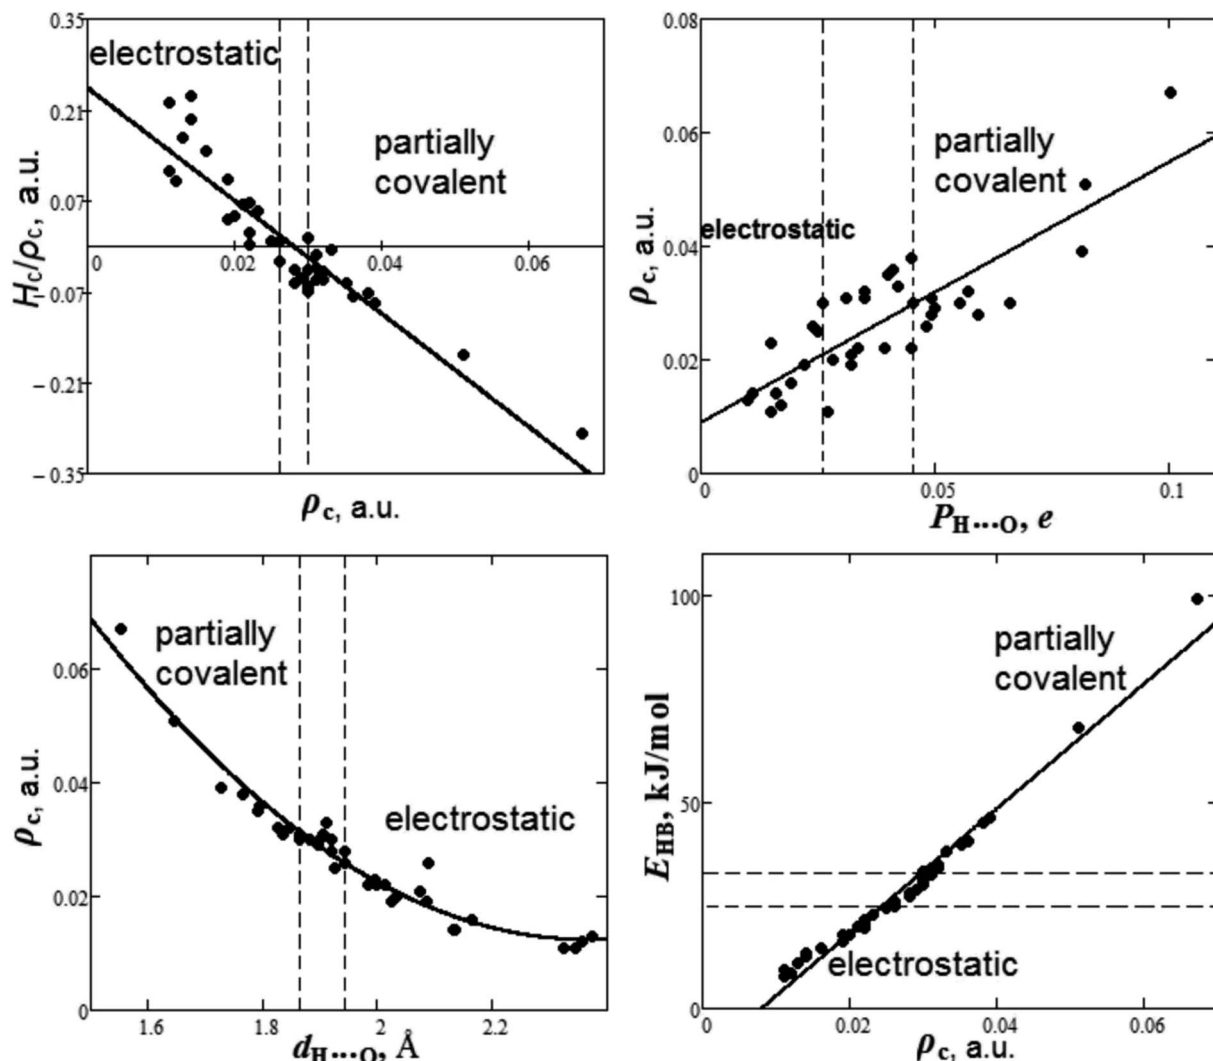 0.35
electrostatic
0.21
partially
covalent
0.07
0
0.02
0.04
0.06
−0.07
−0.21
−0.35
H_C/ρ_C, a.u.
ρ_c, a.u.
0.08
0.06
partially
covalent
electrostatic
0.04
0.02
0
0
0.05
0.1
ρ_c, a.u.
P_H···O, e
partially
covalent
0.06
0.04
electrostatic
0.02
0
1.6
1.8
2
2.2
ρ_c, a.u.
d_H···O, Å
100
partially
covalent
50
electrostatic
0
0
0.02
0.04
0.06
E_HB, kJ/mol
ρ_c, a.u.